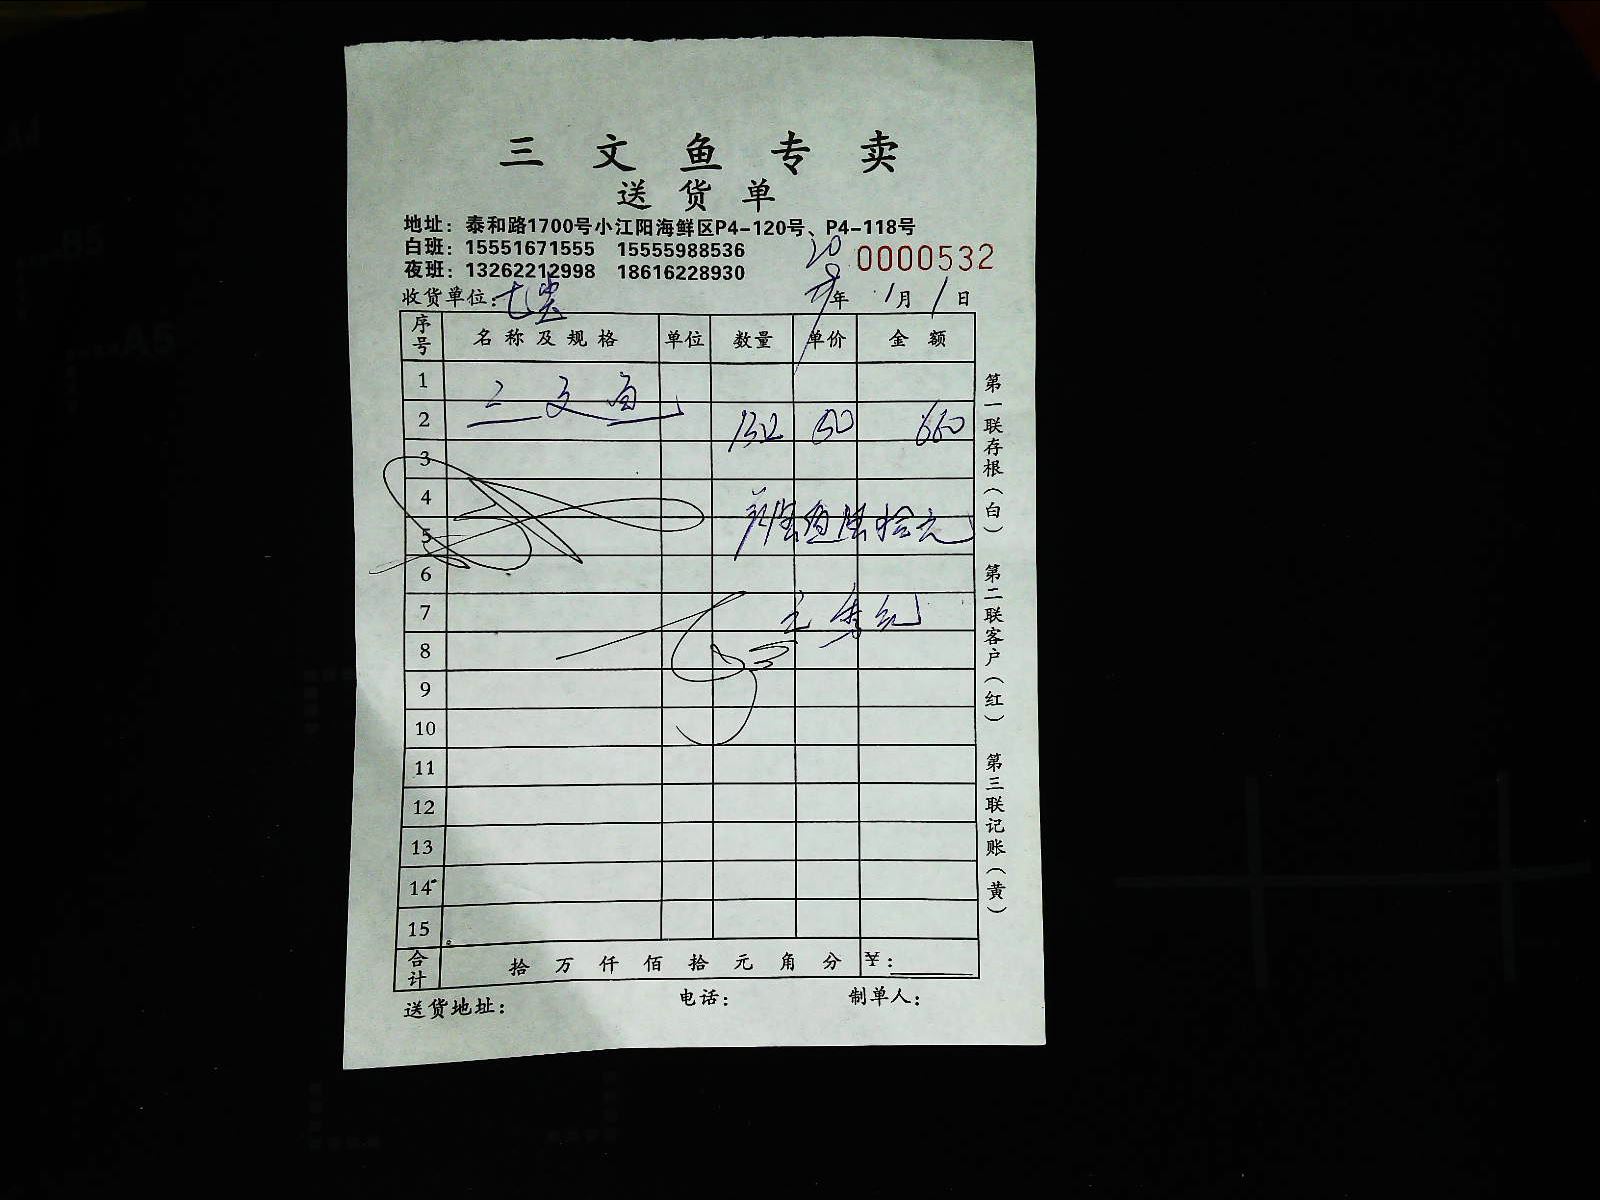 三文鱼专卖
送货单
地址：泰和路1700号小江阳海鲜区P4-120号、P4-118号
白班：15551671555 15555988536
夜班：13262212998 18616228930
0000532
收货单位：
20 年 1月 1日
序号 名称及规格 单位 数量 单价 金额
1 三文鱼
2 132 50 660
3
4
5 陆佰陆拾元
6
7
8
9
10
11
12
13
14
15
合计 拾万仟佰拾元角分 ¥：
送货地址： 电话： 制单人：
第一联存根（白）
第二联客户（红）
第三联记账（黄）